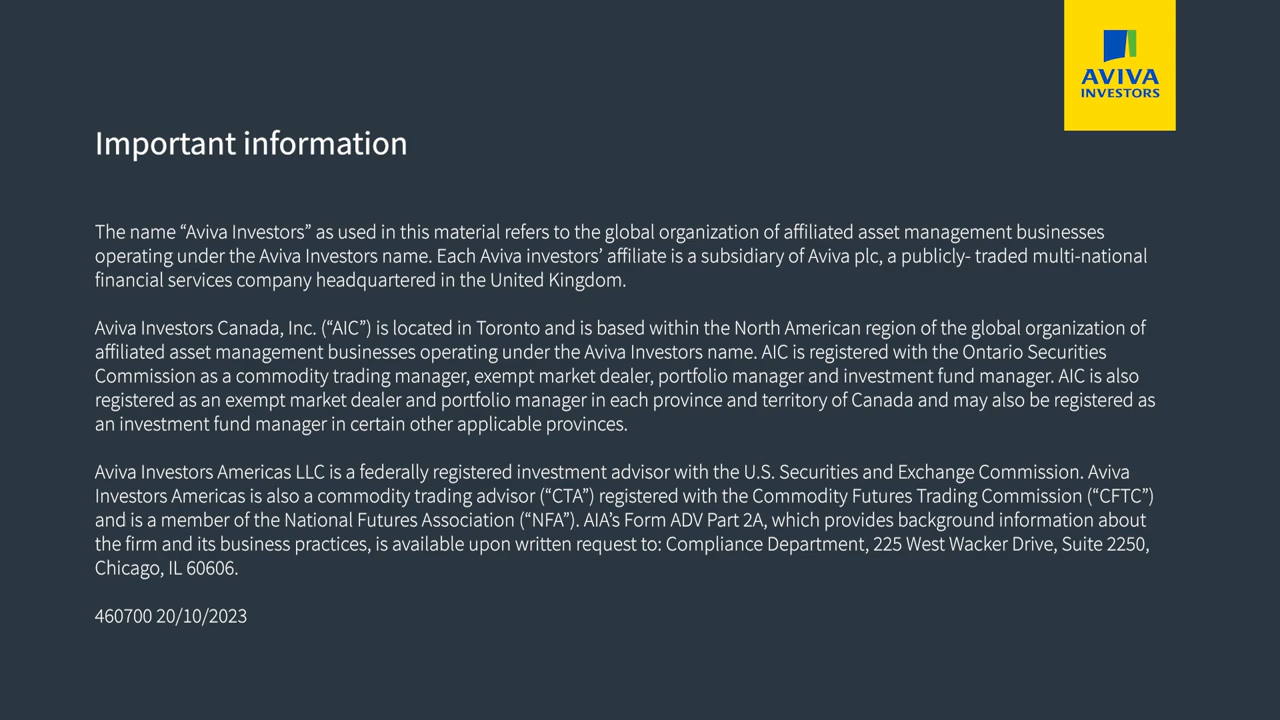 AVIVA
INVESTORS
Important information
The name “Aviva Investors” as used in this material refers to the global organization of affiliated asset management businesses
operating under the Aviva Investors name. Each Aviva investors’ affiliate is a subsidiary of Aviva plc, a publicly- traded multi-national
financial services company headquartered in the United Kingdom.
Aviva Investors Canada, Inc. (“AIC”) is located in Toronto and is based within the North American region of the global organization of
affiliated asset management businesses operating under the Aviva Investors name. AIC is registered with the Ontario Securities
Commission as a commodity trading manager, exempt market dealer, portfolio manager and investment fund manager. AIC is also
registered as an exempt market dealer and portfolio manager in each province and territory of Canada and may also be registered as
an investment fund manager in certain other applicable provinces.
Aviva Investors Americas LLC is a federally registered investment advisor with the U.S. Securities and Exchange Commission. Aviva
Investors Americas is also a commodity trading advisor (“CTA”) registered with the Commodity Futures Trading Commission (“CFTC”)
and is a member of the National Futures Association (“NFA”). AIA’s Form ADV Part 2A, which provides background information about
the firm and its business practices, is available upon written request to: Compliance Department, 225 West Wacker Drive, Suite 2250,
Chicago, IL 60606.
460700 20/10/2023